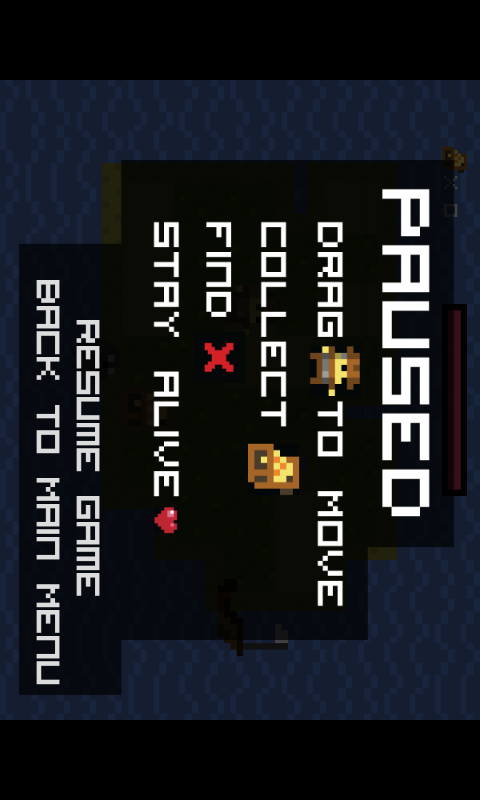 PAUSED
DRAG TO MOVE
COLLECT
FIND
STAY ALIVE
RESUME GAME
BACK TO MAIN MENU